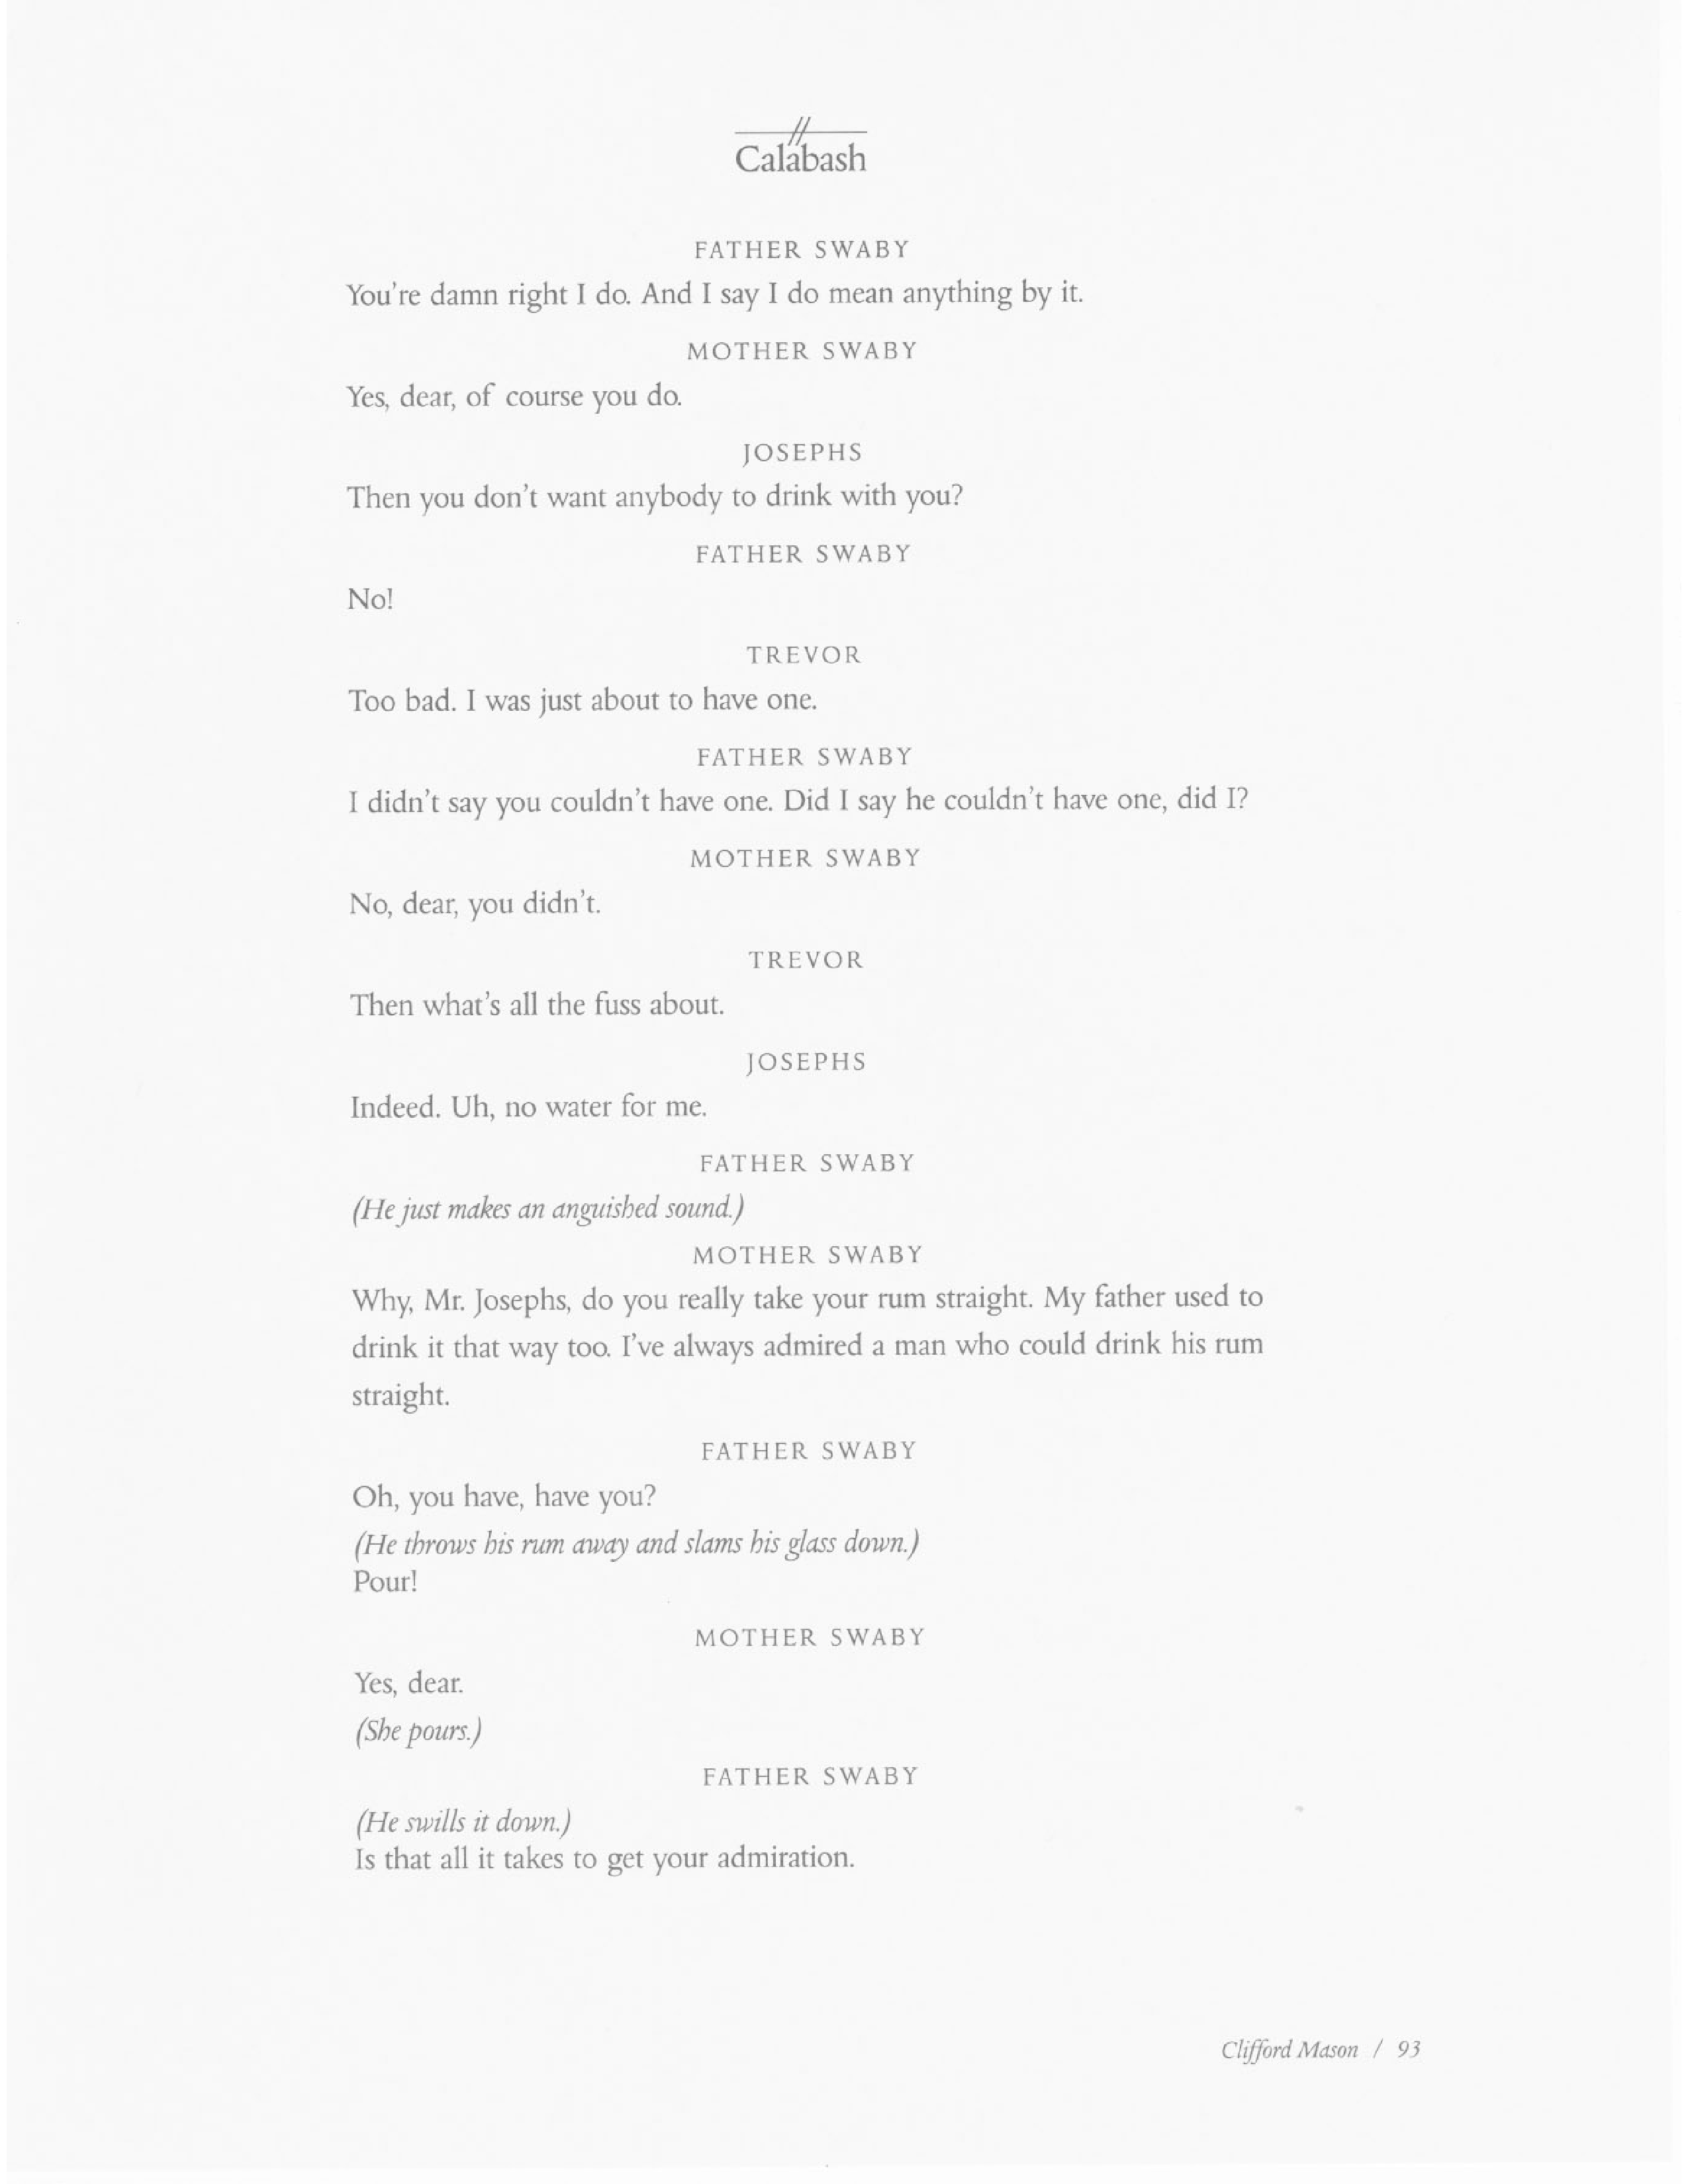 Calabash
FATHER SWABY
You're damn right I do. And I say I do mean anything by it.
MOTHER SWABY
Yes, dear, of course you do.
JOSEPHS
Then you don't want anybody to drink with you?
FATHER SWABY
No!
TREVOR
Too bad. I was just about to have one.
FATHER SWABY
I didn't say you couldn't have one. Did I say he couldn't have one, did I?
MOTHER SWABY
No, dear, you didn't.
TREVOR
Then what's all the fuss about.
JOSEPHS
Indeed. Uh, no water for me.
FATHER SWABY
(He just makes an anguished sound.)
MOTHER SWABY
Why, Mr. Josephs, do you really take your rum straight. My father used to
drink it that way too. I've always admired a man who could drink his rum
straight.
FATHER SWABY
Oh, you have, have you?
(He throws his rum away and slams his glass down.)
Pour!
MOTHER SWABY
Yes, dear.
(She pours.)
FATHER SWABY
(He swills it down.)
Is that all it takes to get your admiration.
Clifford Mason / 93